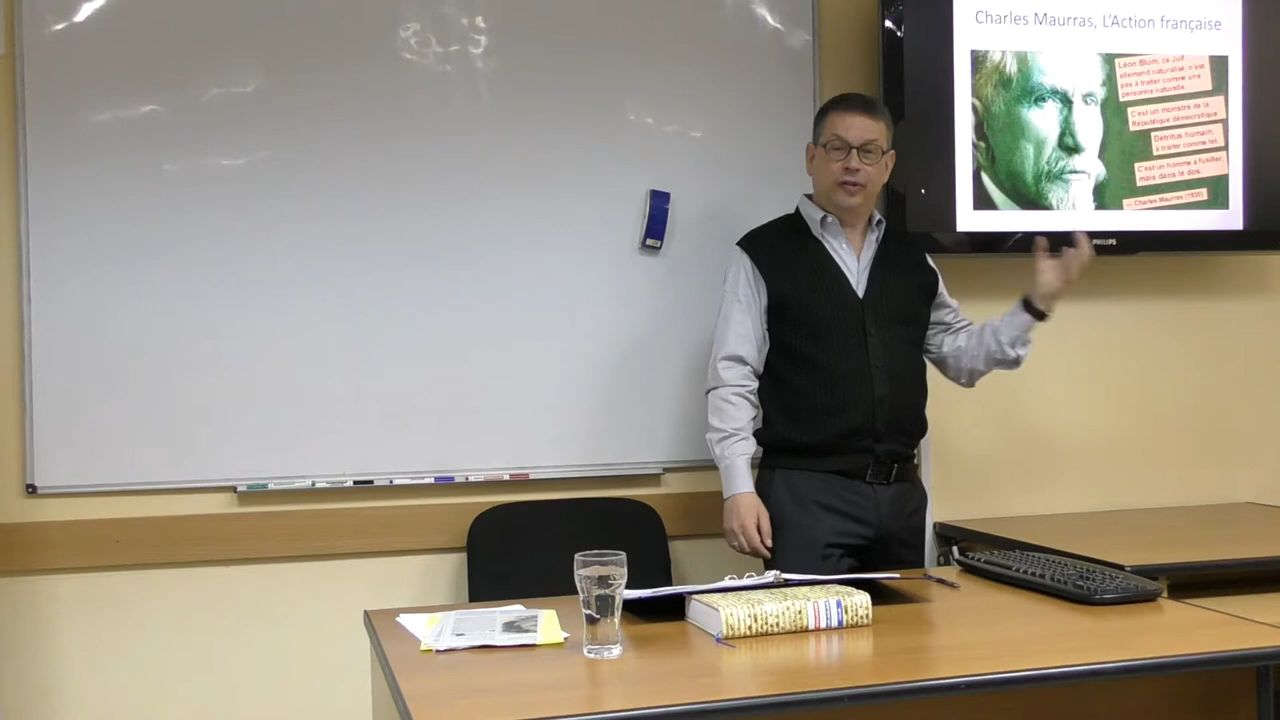 Charles Maurras, L'Action française
Léon Blum, ce Juif
allemand naturalisé, n'est
pas à traiter comme une
personne naturelle.
C'est un monstre de la
République démocratique
Détritus humain,
à traiter comme tel.
C'est un homme à fusiller,
mais dans le dos.
— Charles Maurras (1935)
PHILIPS